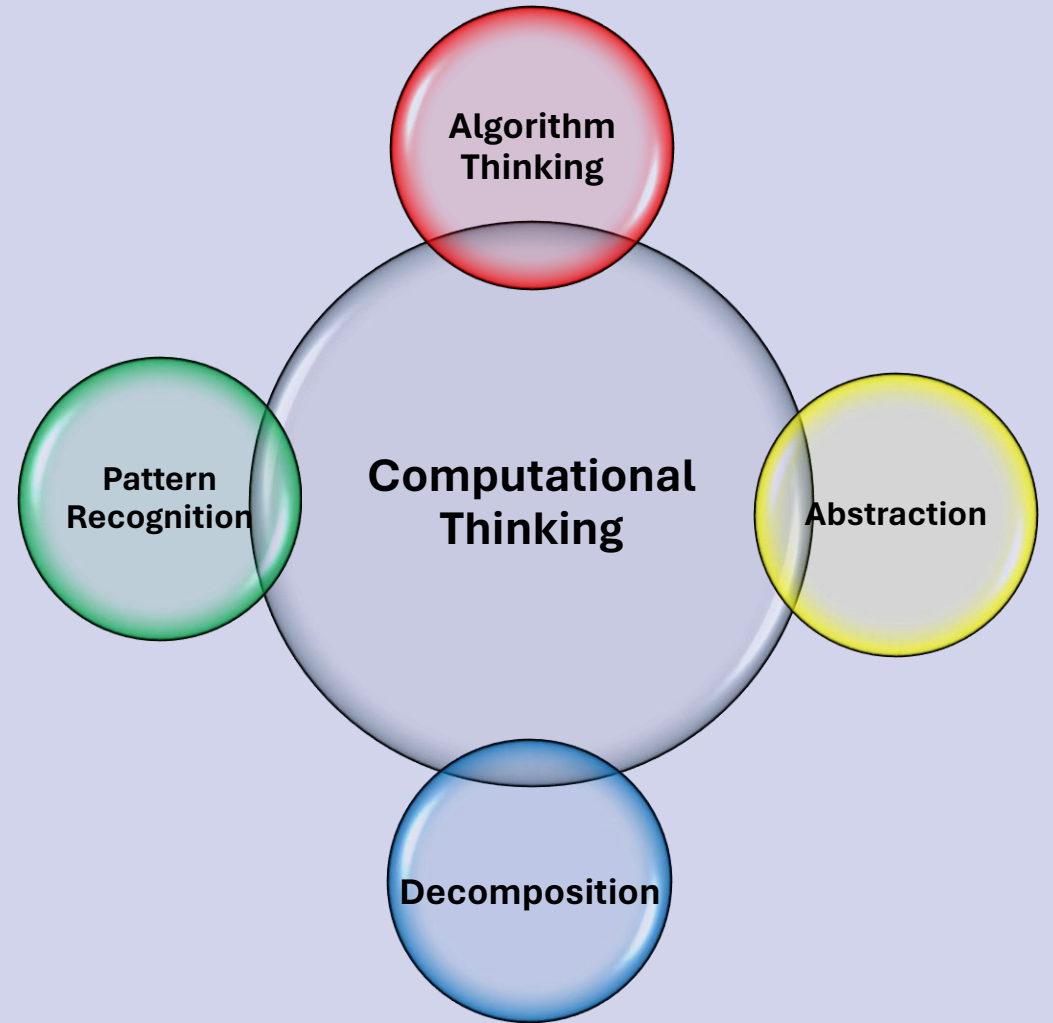 Algorithm
Thinking
Pattern
Recognition
Computational
Thinking
Abstraction
Decomposition